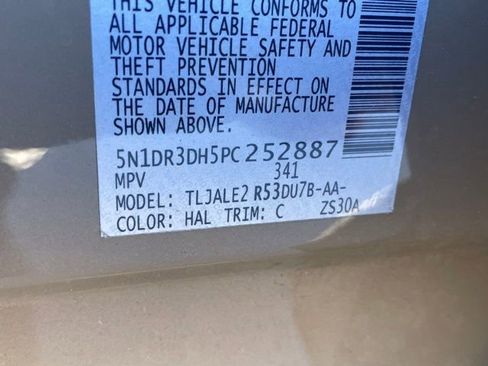 THIS VEHICLE CONFORMS TO
ALL APPLICABLE FEDERAL
MOTOR VEHICLE SAFETY AND
THEFT PREVENTION
STANDARDS IN EFFECT ON
THE DATE OF MANUFACTURE
SHOWN ABOVE.
5N1DR3DH5PC252887
MPV 341
MODEL: TLJALE2 R53DU7B-AA-
COLOR: HAL TRIM: C ZS30A